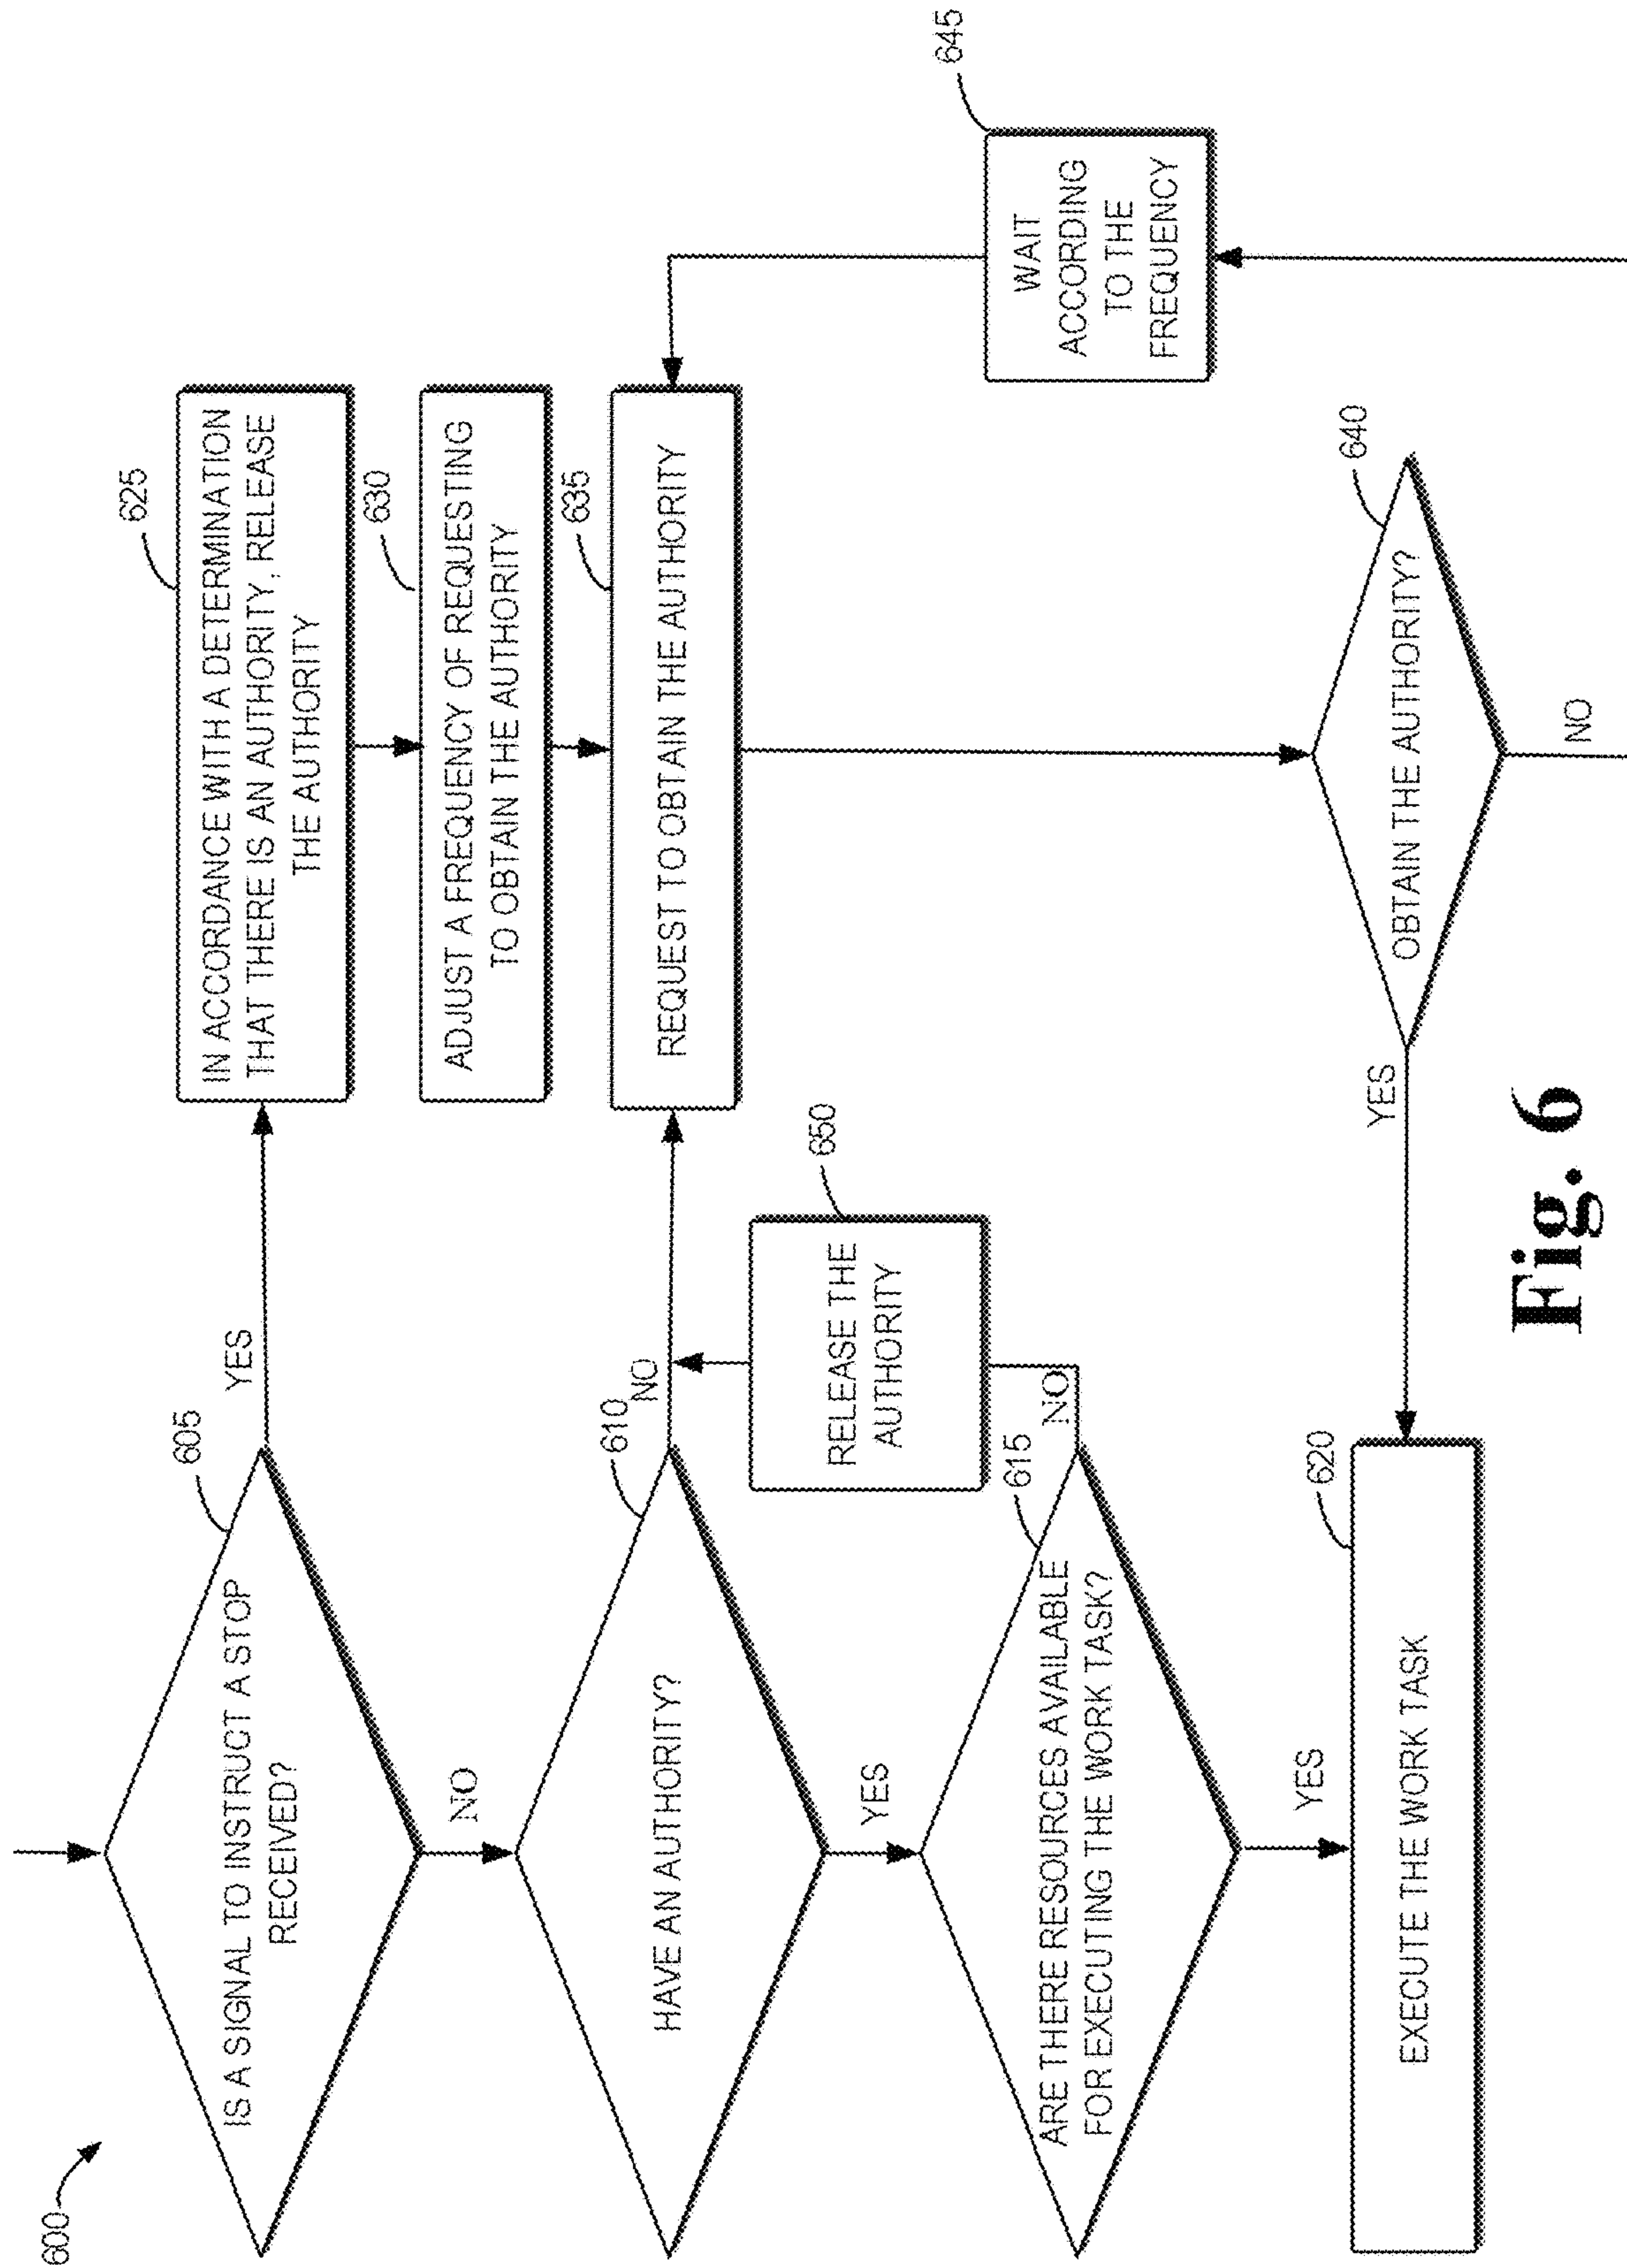 600
605
IS A SIGNAL TO INSTRUCT A STOP
RECEIVED?
YES
NO
625
IN ACCORDANCE WITH A DETERMINATION
THAT THERE IS AN AUTHORITY, RELEASE
THE AUTHORITY
630
ADJUST A FREQUENCY OF REQUESTING
TO OBTAIN THE AUTHORITY
610
HAVE AN AUTHORITY?
NO
YES
635
REQUEST TO OBTAIN THE AUTHORITY
650
RELEASE THE
AUTHORITY
615
ARE THERE RESOURCES AVAILABLE
FOR EXECUTING THE WORK TASK?
NO
YES
645
WAIT
ACCORDING
TO THE
FREQUENCY
620
EXECUTE THE WORK TASK
YES
640
OBTAIN THE AUTHORITY?
NO
Fig. 6